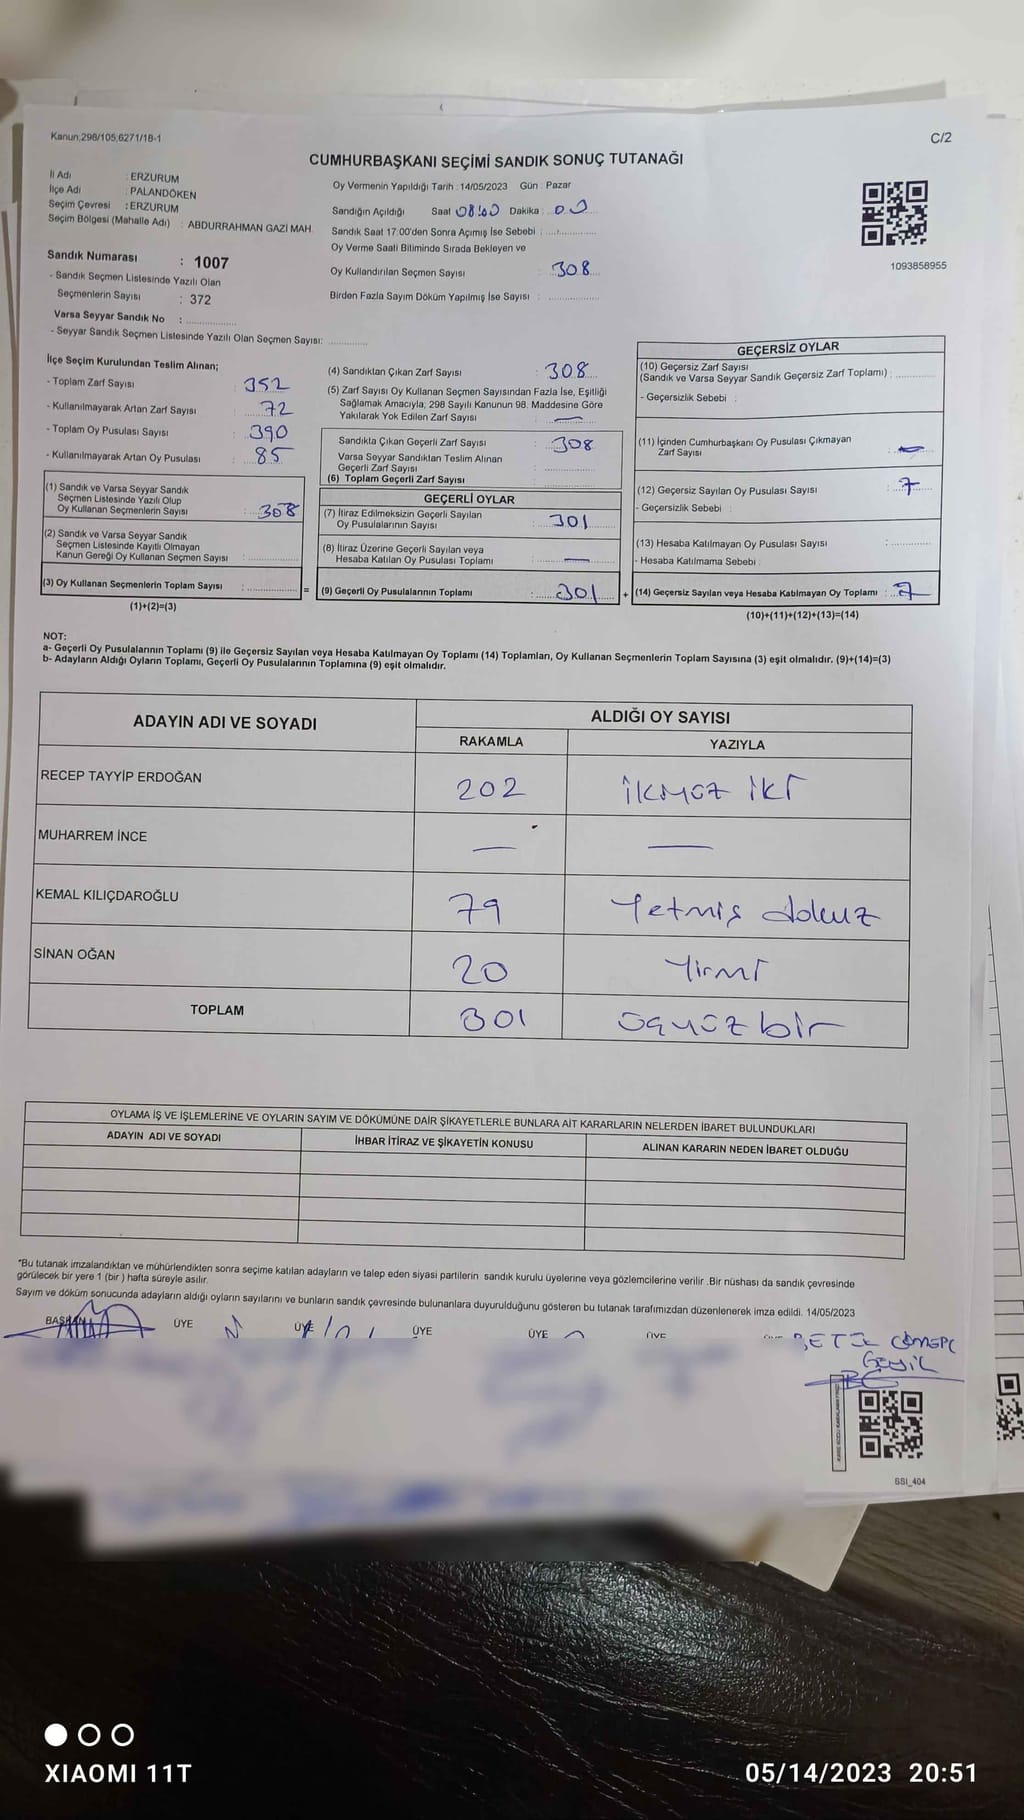 Kanun,298/105,6271/18-1
C/2
CUMHURBAŞKANI SEÇİMİ SANDIK SONUÇ TUTANAĞI
İl Adı : ERZURUM
İlçe Adı : PALANDÖKEN
Seçim Çevresi : ERZURUM
Seçim Bölgesi (Mahalle Adı) : ABDURRAHMAN GAZİ MAH.
Oy Vermenin Yapıldığı Tarih : 14/05/2023 Gün : Pazar
Sandığın Açıldığı Saat 08:00 Dakika : 00
Sandık Saat 17:00'den Sonra Açımış İse Sebebi :
Oy Verme Saati Bitiminde Sırada Bekleyen ve
Oy Kullandırılan Seçmen Sayısı : 308
Birden Fazla Sayım Döküm Yapılmış İse Sayısı :
1093858955
Sandık Numarası : 1007
- Sandık Seçmen Listesinde Yazılı Olan
Seçmenlerin Sayısı : 372
Varsa Seyyar Sandık No :
- Seyyar Sandık Seçmen Listesinde Yazılı Olan Seçmen Sayısı:
İlçe Seçim Kurulundan Teslim Alınan;
- Toplam Zarf Sayısı : 352
- Kullanılmayarak Artan Zarf Sayısı : 72
- Toplam Oy Pusulası Sayısı : 390
- Kullanılmayarak Artan Oy Pusulası : 85
(1) Sandık ve Varsa Seyyar Sandık
Seçmen Listesinde Yazılı Olup
Oy Kullanan Seçmenlerin Sayısı : 308
(2) Sandık ve Varsa Seyyar Sandık
Seçmen Listesinde Kayıtlı Olmayan
Kanun Gereği Oy Kullanan Seçmen Sayısı :
(3) Oy Kullanan Seçmenlerin Toplam Sayısı : =
(1)+(2)=(3)
(4) Sandıktan Çıkan Zarf Sayısı : 308
(5) Zarf Sayısı Oy Kullanan Seçmen Sayısından Fazla İse, Eşitliği
Sağlamak Amacıyla; 298 Sayılı Kanunun 98. Maddesine Göre
Yakılarak Yok Edilen Zarf Sayısı : —
Sandıkta Çıkan Geçerli Zarf Sayısı : 308
Varsa Seyyar Sandıktan Teslim Alınan
Geçerli Zarf Sayısı :
(6) Toplam Geçerli Zarf Sayısı :
GEÇERLİ OYLAR
(7) İtiraz Edilmeksizin Geçerli Sayılan
Oy Pusulalarının Sayısı : 301
(8) İtiraz Üzerine Geçerli Sayılan veya
Hesaba Katılan Oy Pusulası Toplamı : —
(9) Geçerli Oy Pusulalarının Toplamı : 301 +
GEÇERSİZ OYLAR
(10) Geçersiz Zarf Sayısı
(Sandık ve Varsa Seyyar Sandık Geçersiz Zarf Toplamı) :
- Geçersizlik Sebebi :
(11) İçinden Cumhurbaşkanı Oy Pusulası Çıkmayan
Zarf Sayısı : —
(12) Geçersiz Sayılan Oy Pusulası Sayısı : 7
- Geçersizlik Sebebi :
(13) Hesaba Katılmayan Oy Pusulası Sayısı :
- Hesaba Katılmama Sebebi :
(14) Geçersiz Sayılan veya Hesaba Katılmayan Oy Toplamı : 7
(10)+(11)+(12)+(13)=(14)
NOT:
a- Geçerli Oy Pusulalarının Toplamı (9) ile Geçersiz Sayılan veya Hesaba Katılmayan Oy Toplamı (14) Toplamları, Oy Kullanan Seçmenlerin Toplam Sayısına (3) eşit olmalıdır. (9)+(14)=(3)
b- Adayların Aldığı Oyların Toplamı, Geçerli Oy Pusulalarının Toplamına (9) eşit olmalıdır.
ADAYIN ADI VE SOYADI
ALDIĞI OY SAYISI
RAKAMLA YAZIYLA
RECEP TAYYİP ERDOĞAN 202 ikiyüz iki
MUHARREM İNCE — —
KEMAL KILIÇDAROĞLU 79 Yetmiş dokuz
SİNAN OĞAN 20 Yirmi
TOPLAM 301 üçyüz bir
OYLAMA İŞ VE İŞLEMLERİNE VE OYLARIN SAYIM VE DÖKÜMÜNE DAİR ŞİKAYETLERLE BUNLARA AİT KARARLARIN NELERDEN İBARET BULUNDUKLARI
ADAYIN ADI VE SOYADI İHBAR İTİRAZ VE ŞİKAYETİN KONUSU ALINAN KARARIN NEDEN İBARET OLDUĞU
*Bu tutanak imzalandıktan ve mühürlendikten sonra seçime katılan adayların ve talep eden siyasi partilerin sandık kurulu üyelerine veya gözlemcilerine verilir .Bir nüshası da sandık çevresinde
görülecek bir yere 1 (bir ) hafta süreyle asılır.
Sayım ve döküm sonucunda adayların aldığı oyların sayılarını ve bunların sandık çevresinde bulunanlara duyurulduğunu gösteren bu tutanak tarafımızdan düzenlenerek imza edildi. 14/05/2023
BAŞKAN ÜYE ÜYE ÜYE ÜYE ÜYE
SSI_404
XIAOMI 11T
05/14/2023 20:51